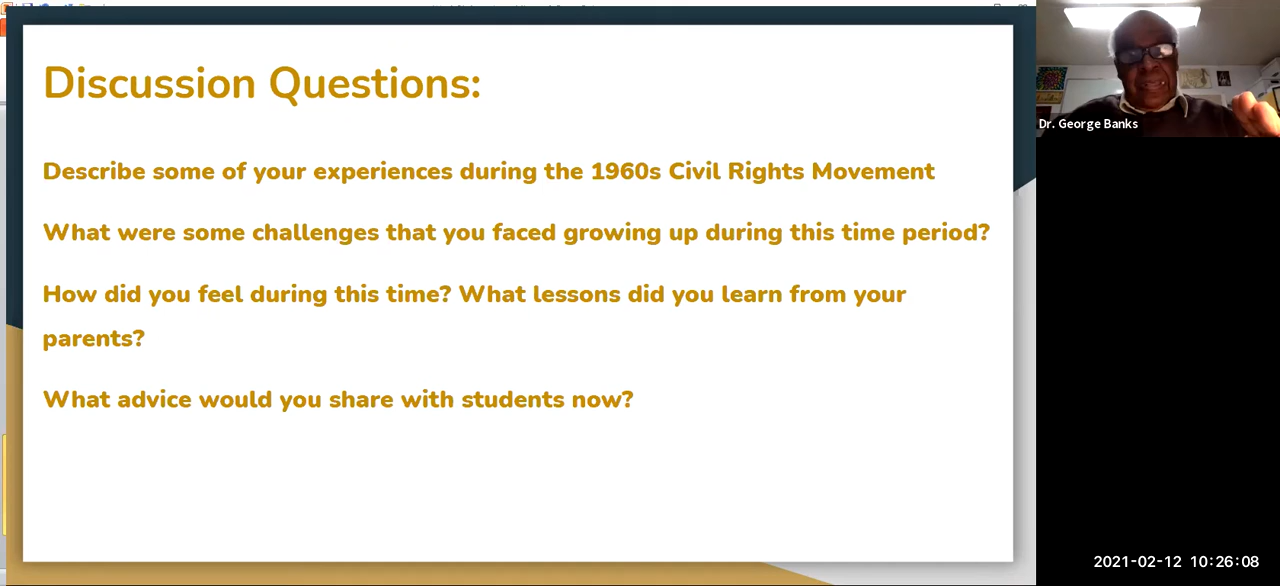 Discussion Questions:
Describe some of your experiences during the 1960s Civil Rights Movement
What were some challenges that you faced growing up during this time period?
How did you feel during this time? What lessons did you learn from your
parents?
What advice would you share with students now?
Dr. George Banks
2021-02-12 10:26:08